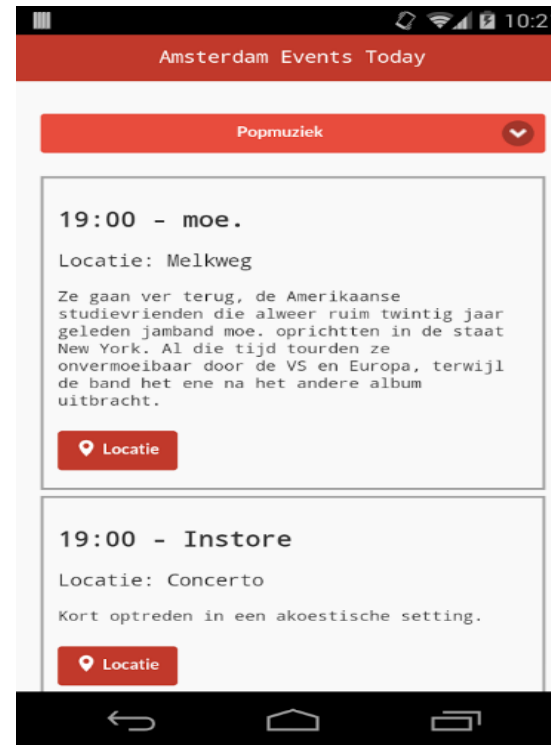 10:2
Amsterdam Events Today
Popmuziek
19:00 - moe.
Locatie: Melkweg
Ze gaan ver terug, de Amerikaanse
studievrienden die alweer ruim twintig jaar
geleden jamband moe. oprichtten in de staat
New York. Al die tijd tourden ze
onvermoeibaar door de VS en Europa, terwijl
de band het ene na het andere album
uitbracht.
Locatie
19:00 - Instore
Locatie: Concerto
Kort optreden in een akoestische setting.
Locatie